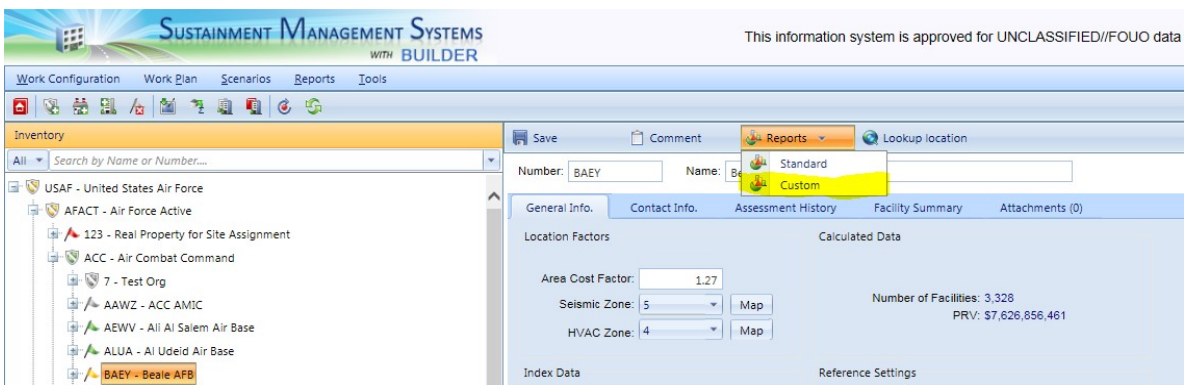 SUSTAINMENT MANAGEMENT SYSTEMS
WITH BUILDER
This information system is approved for UNCLASSIFIED//FOUO data
Work Configuration Work Plan Scenarios Reports Tools
Inventory
Save Comment Reports Lookup location
All Search by Name or Number....
Standard
Custom
Number: BAEY Name: Be
USAF - United States Air Force
AFACT - Air Force Active
123 - Real Property for Site Assignment
ACC - Air Combat Command
7 - Test Org
AAWZ - ACC AMIC
AEWV - Ali Al Salem Air Base
ALUA - Al Udeid Air Base
BAEY - Beale AFB
General Info. Contact Info. Assessment History Facility Summary Attachments (0)
Location Factors Calculated Data
Area Cost Factor: 1.27
Seismic Zone: 5 Map
HVAC Zone: 4 Map
Number of Facilities: 3,328
PRV: $7,626,856,461
Index Data Reference Settings